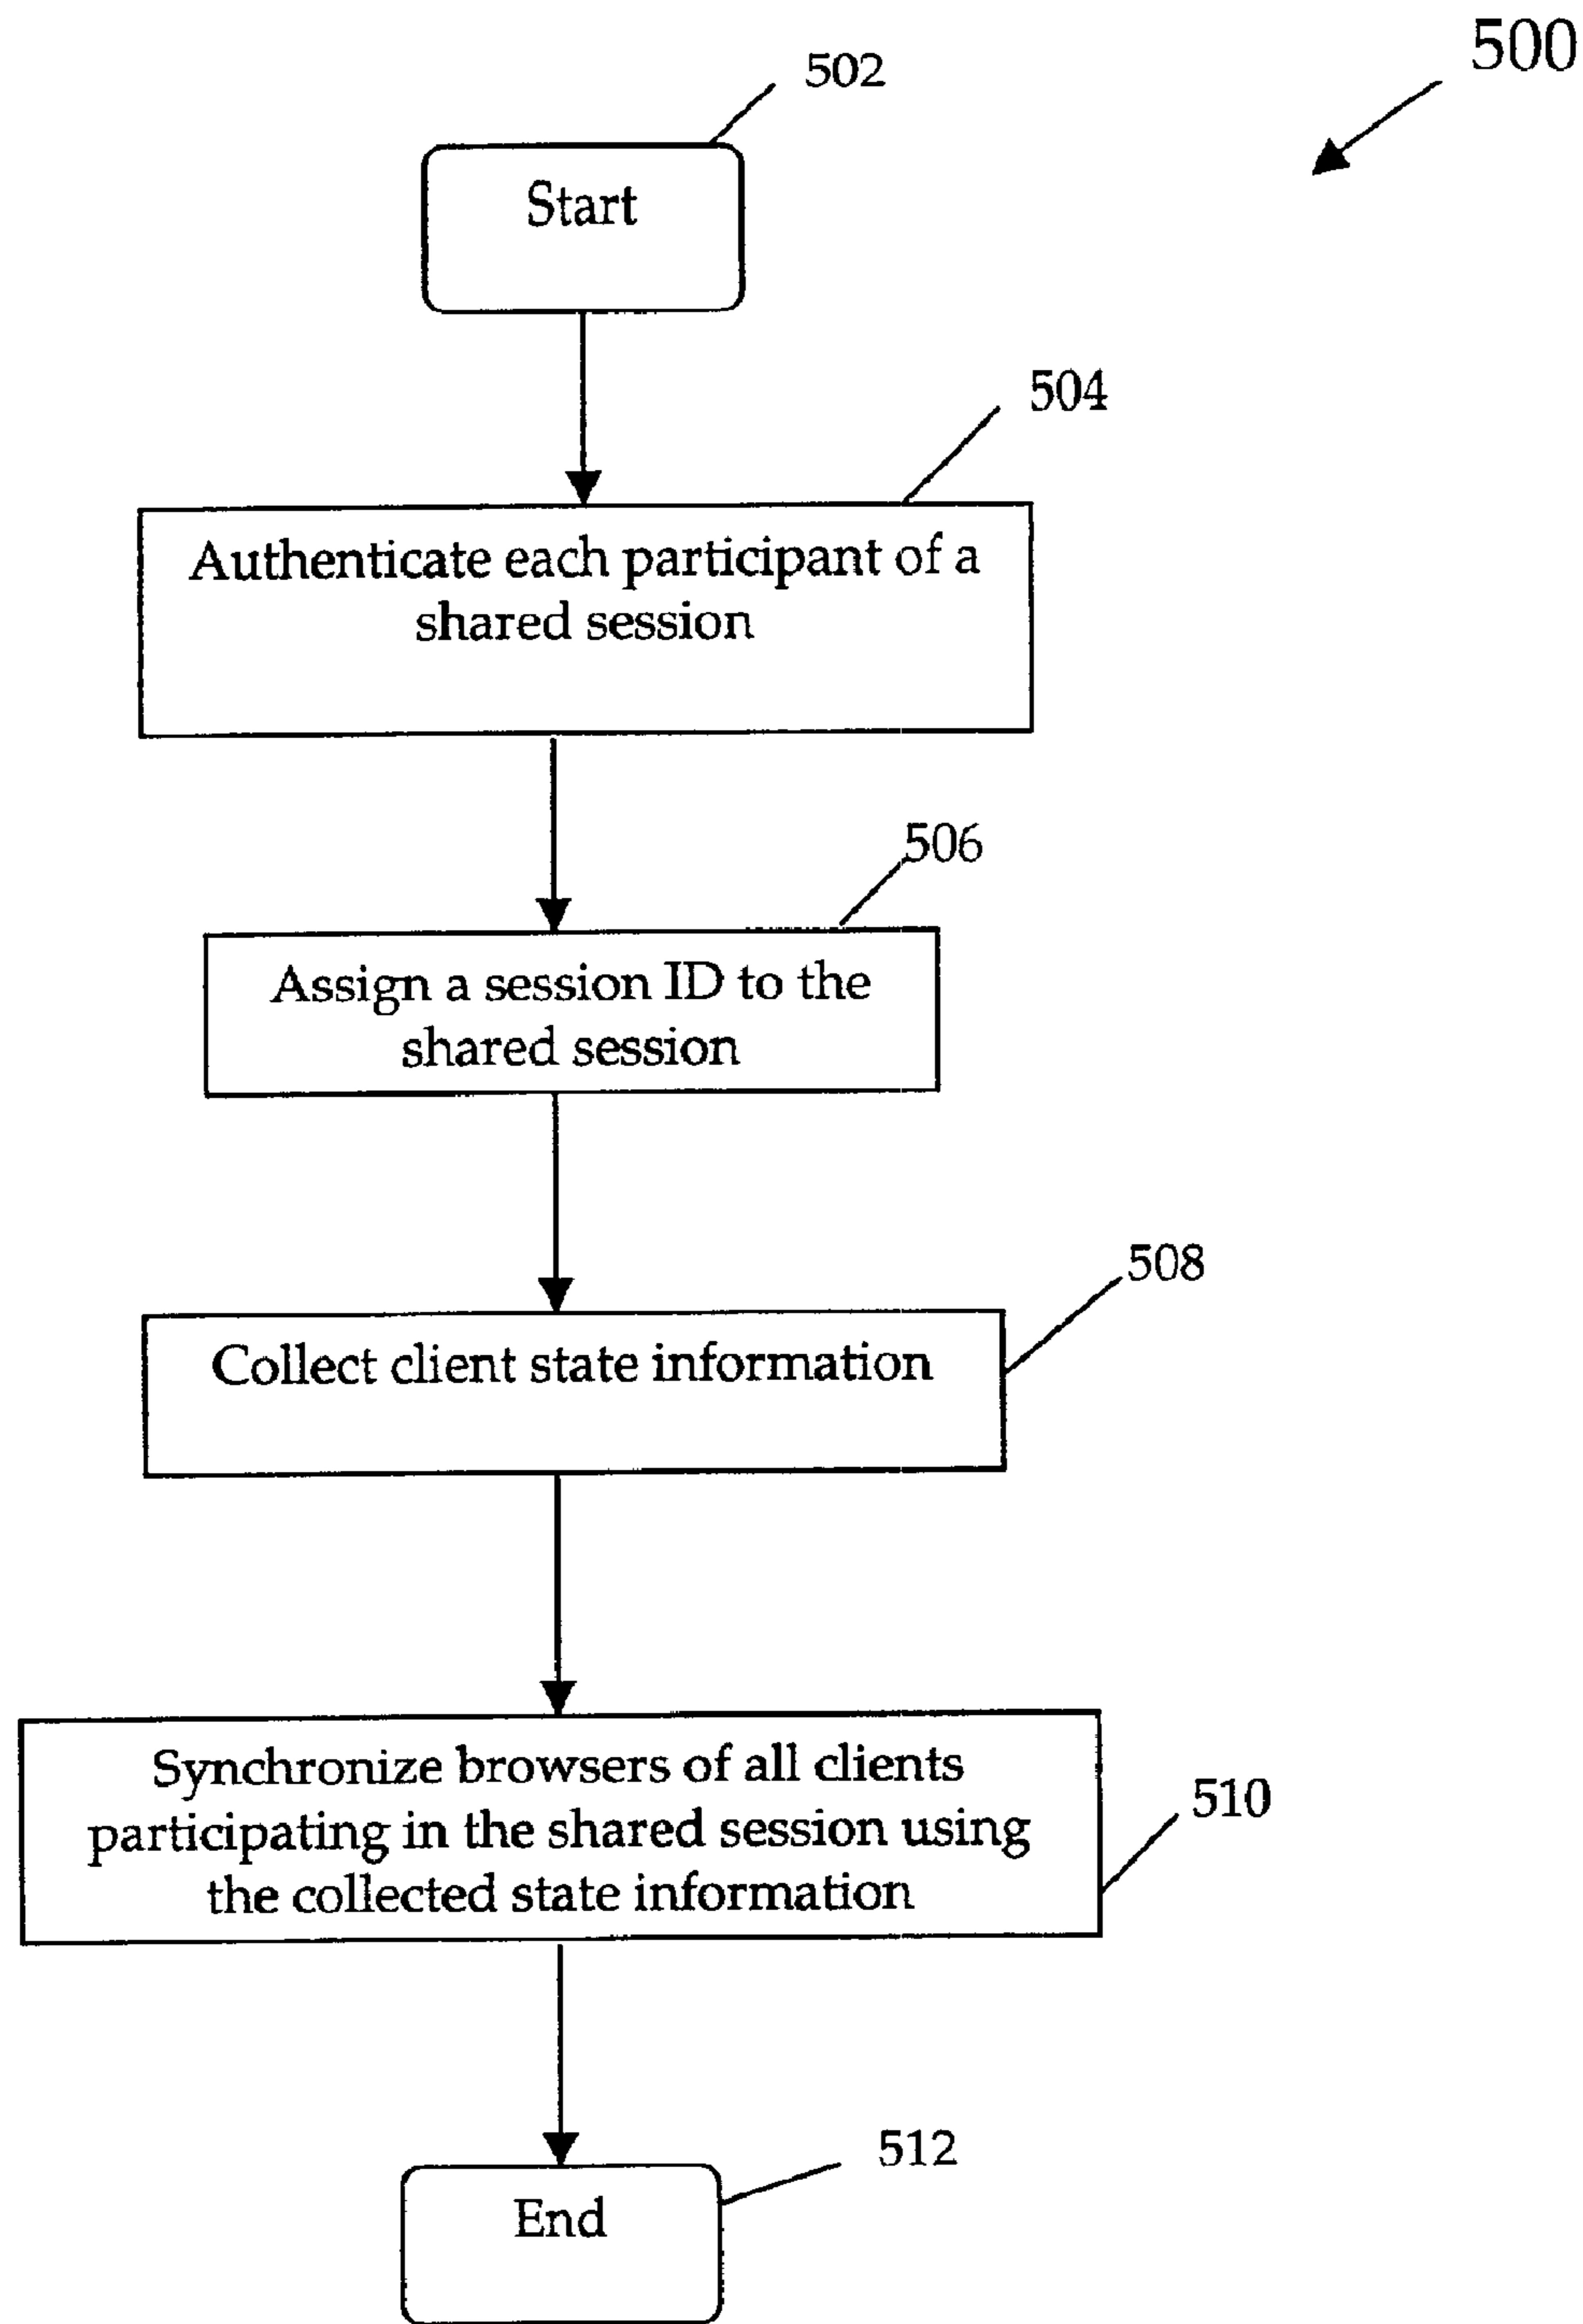 500
502
Start
504
Authenticate each participant of a
shared session
506
Assign a session ID to the
shared session
508
Collect client state information
Synchronize browsers of all clients
participating in the shared session using
the collected state information
510
512
End